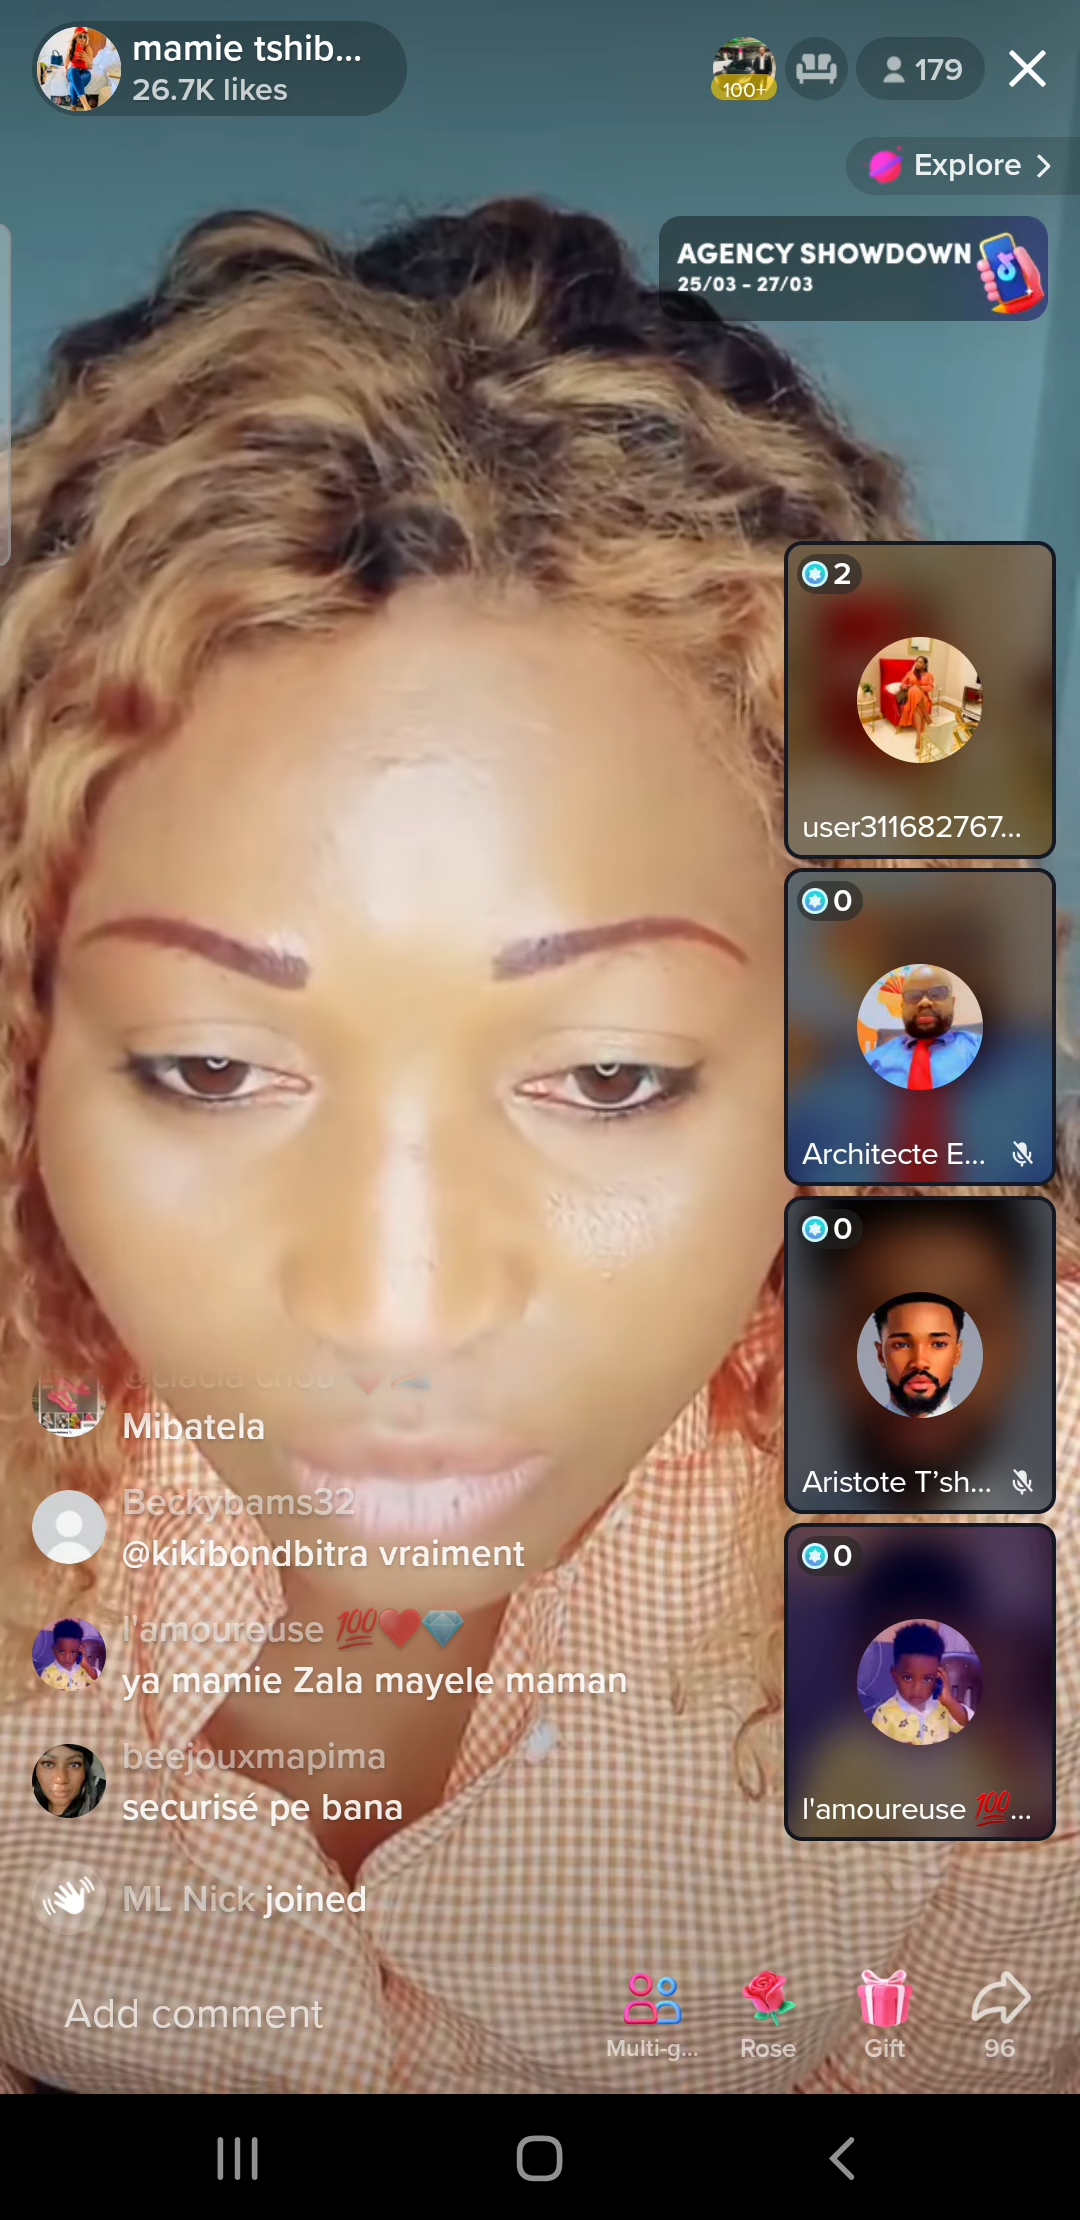 mamie tshib...
26.7K likes
100+
179
Explore
AGENCY SHOWDOWN
25/03 - 27/03
2
user311682767...
0
Architecte E...
0
Aristote T'sh...
0
l'amoureuse 💯...
Mibatela
Beckybams32
@kikibondbitra vraiment
l'amoureuse 💯❤️💎
ya mamie Zala mayele maman
beejouxmapima
securisé pe bana
ML Nick joined
Add comment
Multi-g...
Rose
Gift
96